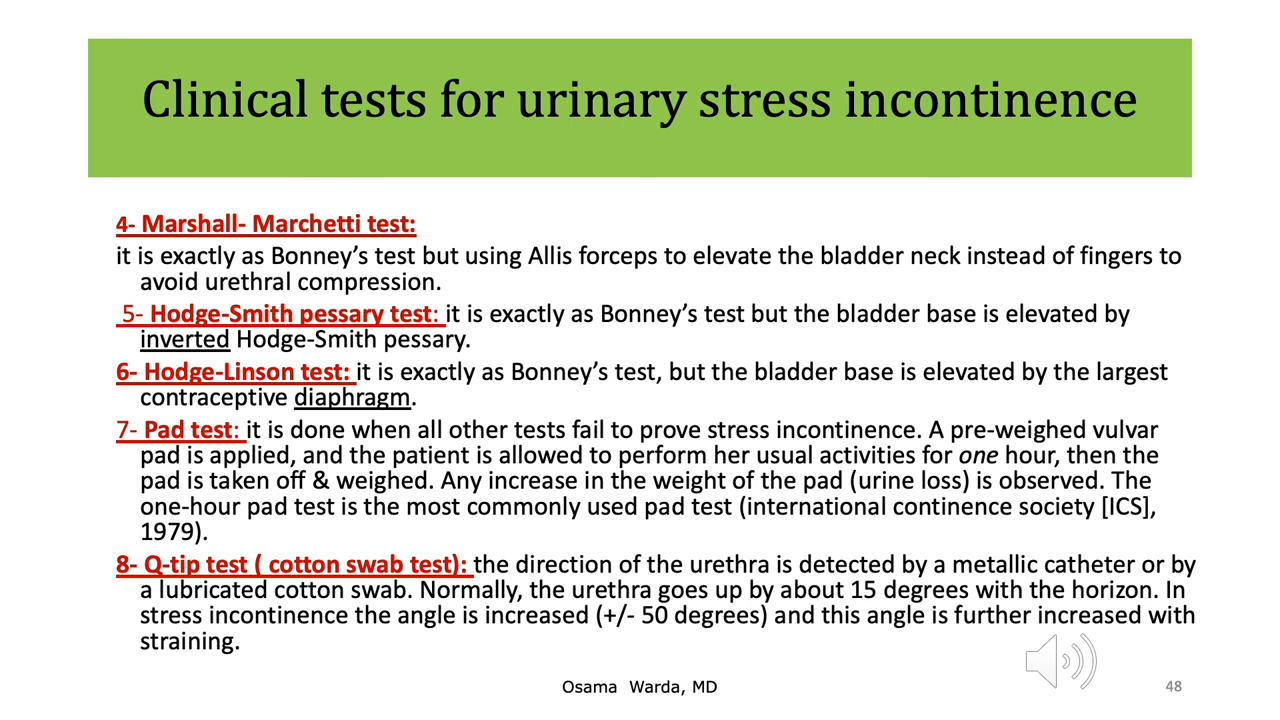 Clinical tests for urinary stress incontinence
4- Marshall- Marchetti test:
it is exactly as Bonney’s test but using Allis forceps to elevate the bladder neck instead of fingers to
avoid urethral compression.
5- Hodge-Smith pessary test: it is exactly as Bonney’s test but the bladder base is elevated by
inverted Hodge-Smith pessary.
6- Hodge-Linson test: it is exactly as Bonney’s test, but the bladder base is elevated by the largest
contraceptive diaphragm.
7- Pad test: it is done when all other tests fail to prove stress incontinence. A pre-weighed vulvar
pad is applied, and the patient is allowed to perform her usual activities for one hour, then the
pad is taken off & weighed. Any increase in the weight of the pad (urine loss) is observed. The
one-hour pad test is the most commonly used pad test (international continence society [ICS],
1979).
8- Q-tip test ( cotton swab test): the direction of the urethra is detected by a metallic catheter or by
a lubricated cotton swab. Normally, the urethra goes up by about 15 degrees with the horizon. In
stress incontinence the angle is increased (+/- 50 degrees) and this angle is further increased with
straining.
Osama Warda, MD
48